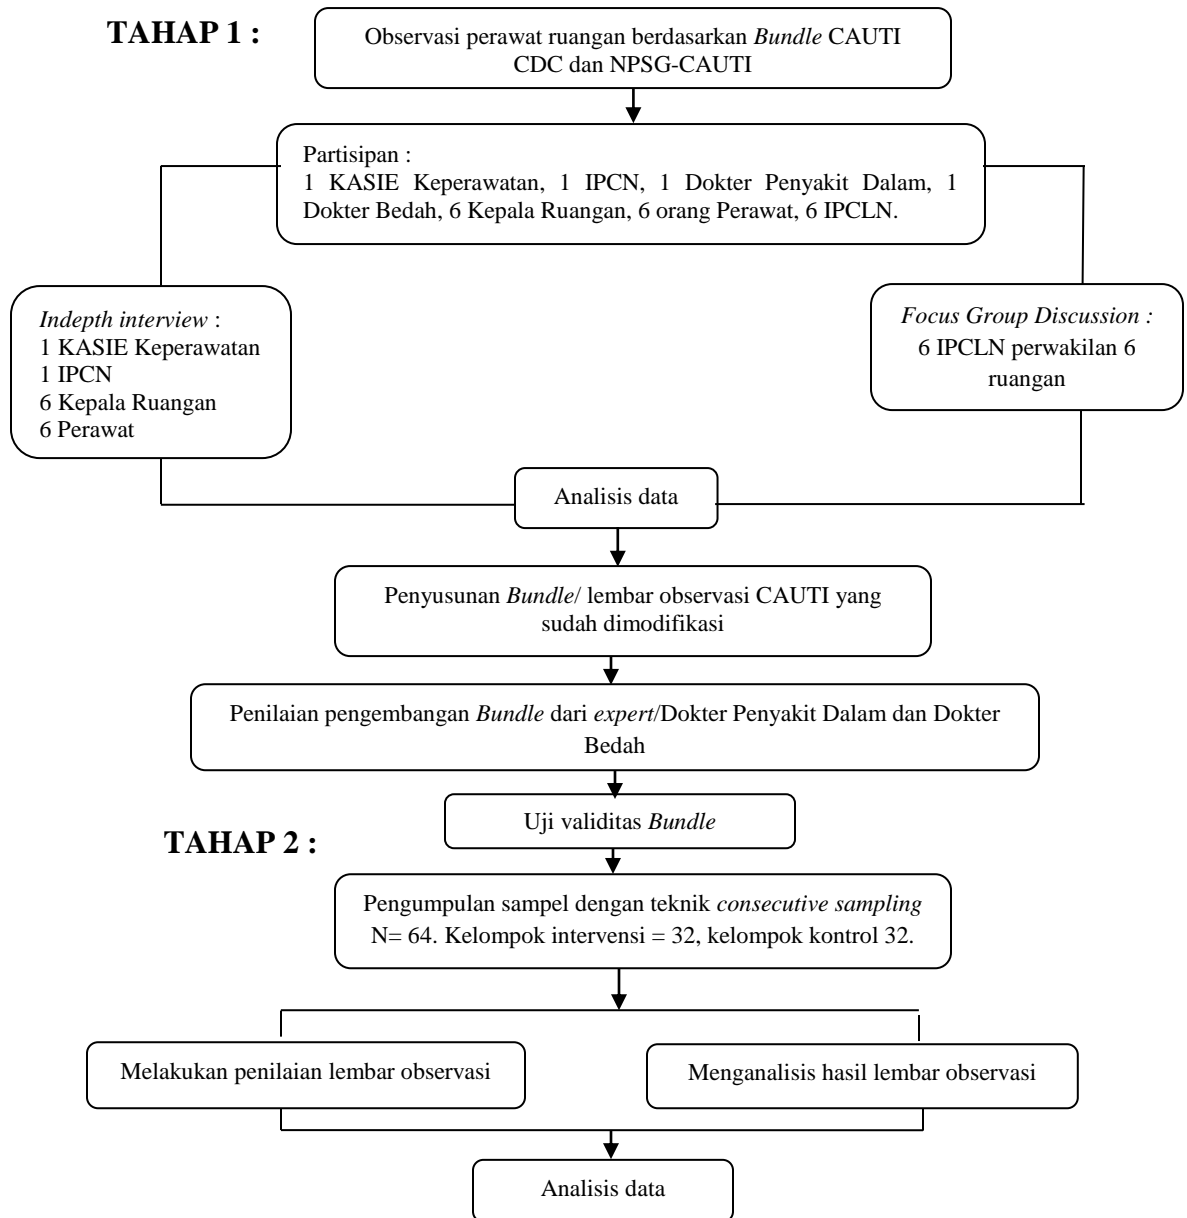 TAHAP 1 :
Observasi perawat ruangan berdasarkan Bundle CAUTI
CDC dan NPSG-CAUTI
Partisipan :
1 KASIE Keperawatan, 1 IPCN, 1 Dokter Penyakit Dalam, 1
Dokter Bedah, 6 Kepala Ruangan, 6 orang Perawat, 6 IPCLN.
Indepth interview :
1 KASIE Keperawatan
1 IPCN
6 Kepala Ruangan
6 Perawat
Focus Group Discussion :
6 IPCLN perwakilan 6
ruangan
Analisis data
Penyusunan Bundle/ lembar observasi CAUTI yang
sudah dimodifikasi
Penilaian pengembangan Bundle dari expert/Dokter Penyakit Dalam dan Dokter
Bedah
Uji validitas Bundle
TAHAP 2 :
Pengumpulan sampel dengan teknik consecutive sampling
N= 64. Kelompok intervensi = 32, kelompok kontrol 32.
Melakukan penilaian lembar observasi
Menganalisis hasil lembar observasi
Analisis data